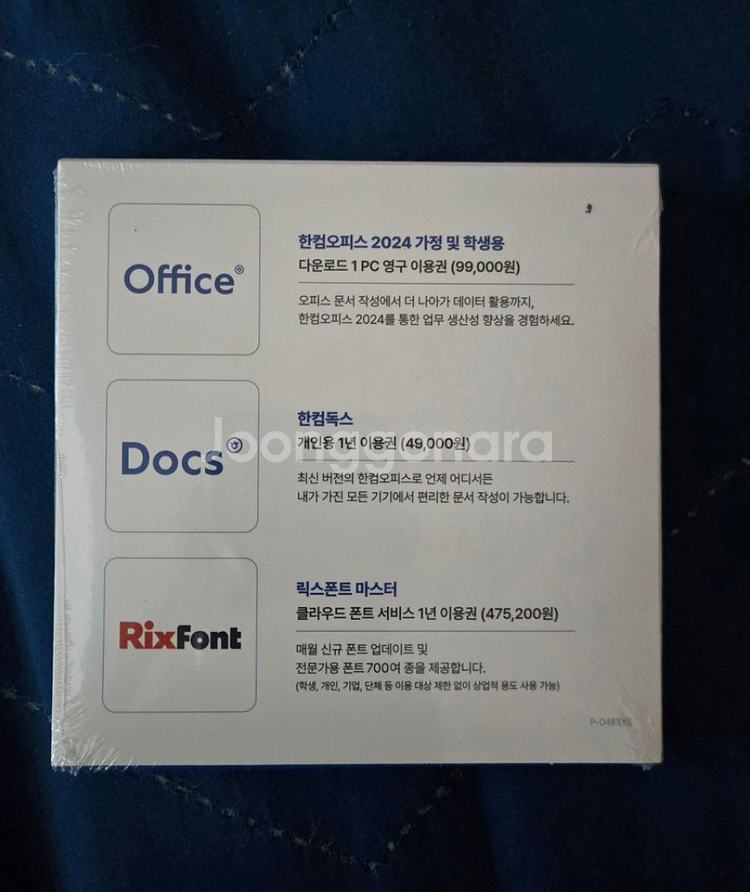 Office
한컴오피스 2024 가정 및 학생용
다운로드 1 PC 영구 이용권 (99,000원)
오피스 문서 작성에서 더 나아가 데이터 활용까지,
한컴오피스 2024를 통한 업무 생산성 향상을 경험하세요.
Docs
한컴독스
개인용 1년 이용권 (49,000원)
joonggonara
최신 버전의 한컴오피스로 언제 어디서든
내가 가진 모든 기기에서 편리한 문서 작성이 가능합니다.
RixFont
릭스폰트 마스터
클라우드 폰트 서비스 1년 이용권 (475,200원)
매월 신규 폰트 업데이트 및
전문가용 폰트 700여 종을 제공합니다.
(학생, 개인, 기업, 단체 등 이용 대상 제한 없이 상업적 용도 사용 가능)